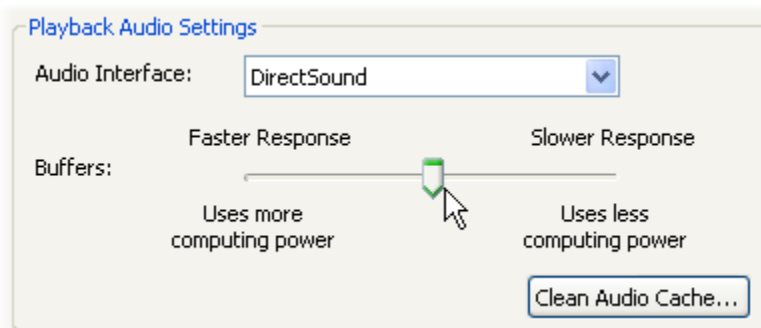 Playback Audio Settings
Audio Interface:
DirectSound
Faster Response
Slower Response
Buffers:
Uses more
computing power
Uses less
computing power
Clean Audio Cache...